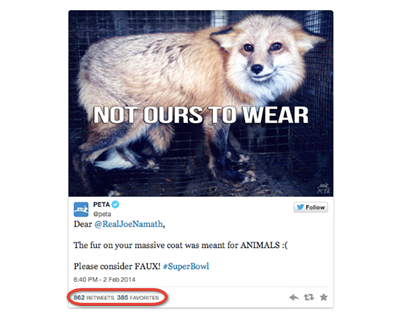 NOT OURS TO WEAR
PETA
PETA
@peta
Follow
Dear @RealJoeNamath,
The fur on your massive coat was meant for ANIMALS :(
Please consider FAUX! #SuperBowl
6:40 PM - 2 Feb 2014
862 RETWEETS 385 FAVORITES